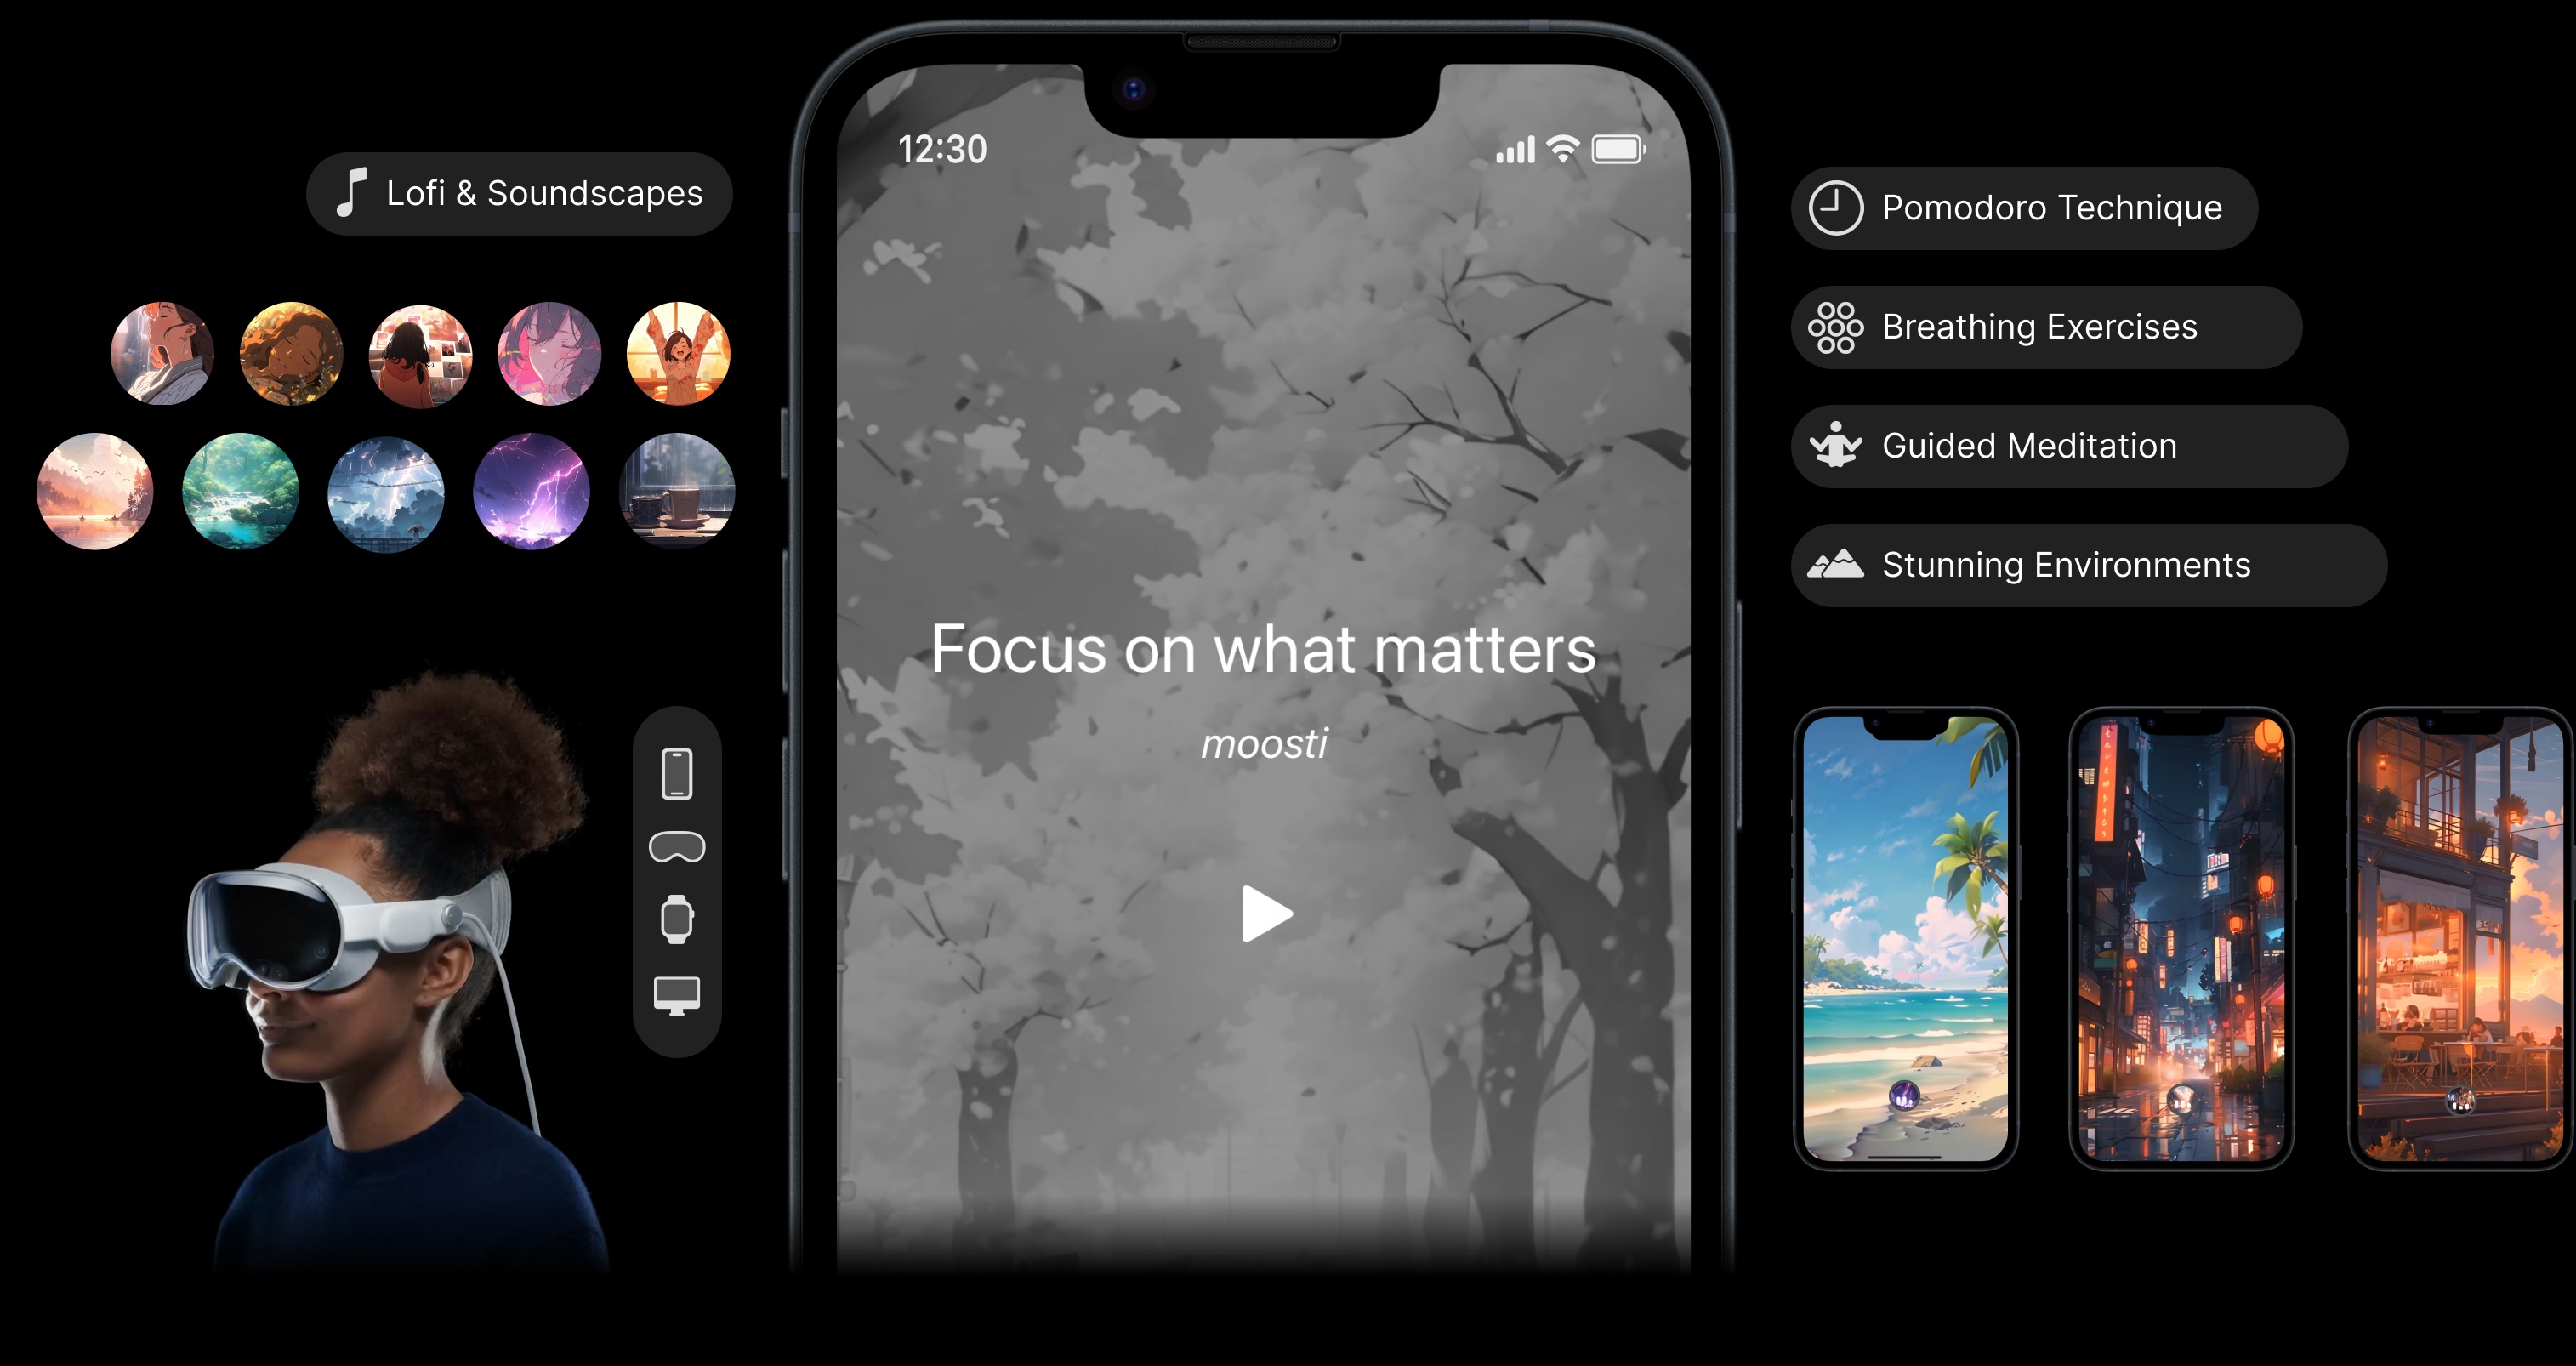 Lofi & Soundscapes
12:30
Focus on what matters
moosti
Pomodoro Technique
Breathing Exercises
Guided Meditation
Stunning Environments